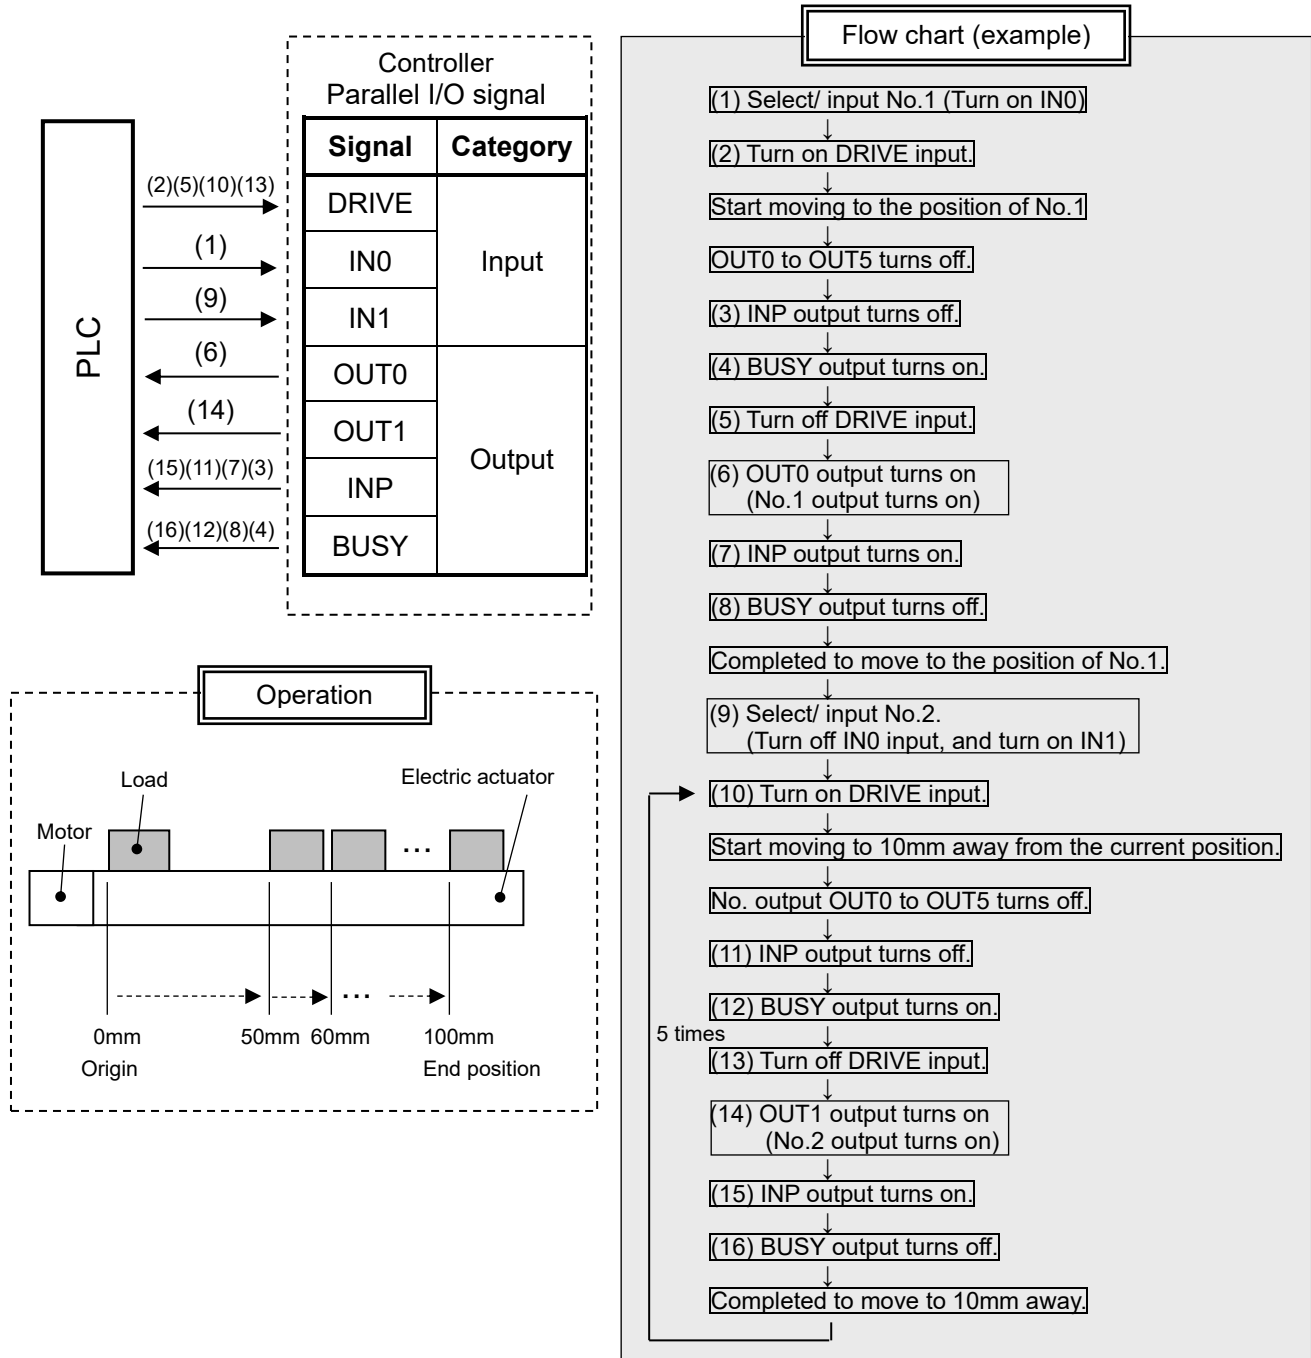 Controller
Parallel I/O signal
Signal Category
(2)(5)(10)(13)
DRIVE
(1)
IN0
Input
(9)
IN1
PLC
(6)
OUT0
(14)
OUT1
Output
(15)(11)(7)(3)
INP
(16)(12)(8)(4)
BUSY
Operation
Load
Electric actuator
Motor
...
...
0mm 50mm 60mm 100mm
Origin End position
Flow chart (example)
(1) Select/ input No.1 (Turn on IN0)
↓
(2) Turn on DRIVE input.
↓
Start moving to the position of No.1
↓
OUT0 to OUT5 turns off.
↓
(3) INP output turns off.
↓
(4) BUSY output turns on.
↓
(5) Turn off DRIVE input.
↓
(6) OUT0 output turns on
(No.1 output turns on)
↓
(7) INP output turns on.
↓
(8) BUSY output turns off.
↓
Completed to move to the position of No.1.
↓
(9) Select/ input No.2.
(Turn off IN0 input, and turn on IN1)
↓
(10) Turn on DRIVE input.
↓
Start moving to 10mm away from the current position.
↓
No. output OUT0 to OUT5 turns off.
↓
(11) INP output turns off.
↓
(12) BUSY output turns on.
↓
5 times
(13) Turn off DRIVE input.
↓
(14) OUT1 output turns on
(No.2 output turns on)
↓
(15) INP output turns on.
↓
(16) BUSY output turns off.
↓
Completed to move to 10mm away.